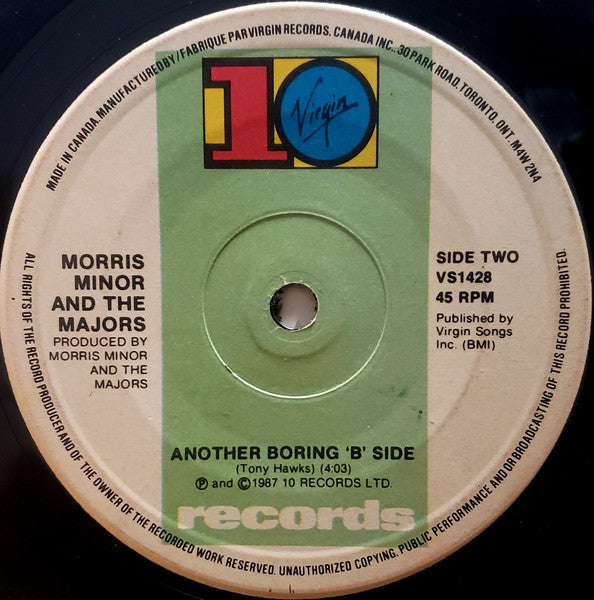 MADE IN CANADA. MANUFACTURED BY/FABRIQUE PAR VIRGIN RECORDS. CANADA INC., 30 PARK ROAD, TORONTO, ONT. M4W 2N4
10
Virgin
MORRIS
MINOR
AND THE
MAJORS
PRODUCED BY
MORRIS MINOR
AND THE
MAJORS
SIDE TWO
VS1428
45 RPM
Published by
Virgin Songs
Inc. (BMI)
ANOTHER BORING 'B' SIDE
(Tony Hawks) (4:03)
Ⓟ and © 1987 10 RECORDS LTD.
records
ALL RIGHTS OF THE RECORD PRODUCER AND OF THE OWNER OF THE RECORDED WORK RESERVED. UNAUTHORIZED COPYING. PUBLIC PERFORMANCE AND/OR BROADCASTING OF THIS RECORD PROHIBITED.